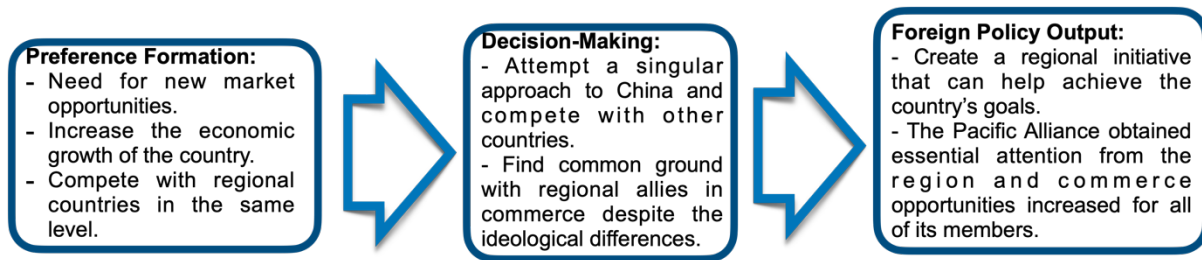 Preference Formation:
- Need for new market
opportunities.
- Increase the economic
growth of the country.
- Compete with regional
countries in the same
level.
Decision-Making:
- Attempt a singular
approach to China and
compete with other
countries.
- Find common ground
with regional allies in
commerce despite the
ideological differences.
Foreign Policy Output:
- Create a regional initiative
that can help achieve the
country's goals.
- The Pacific Alliance obtained
essential attention from the
region and commerce
opportunities increased for all
of its members.